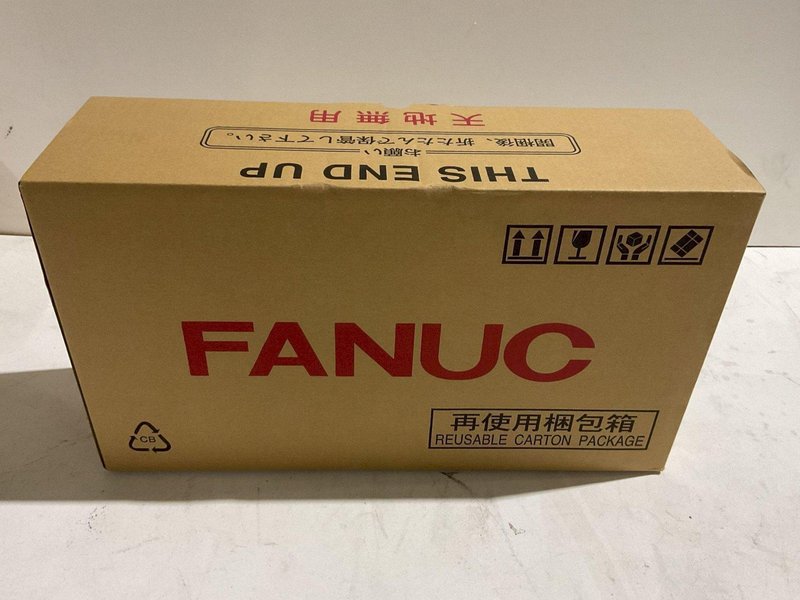 THIS END UP
お願い
開梱後、折たたんで保管して下さい。
天地無用
FANUC
再使用梱包箱
REUSABLE CARTON PACKAGE
CB